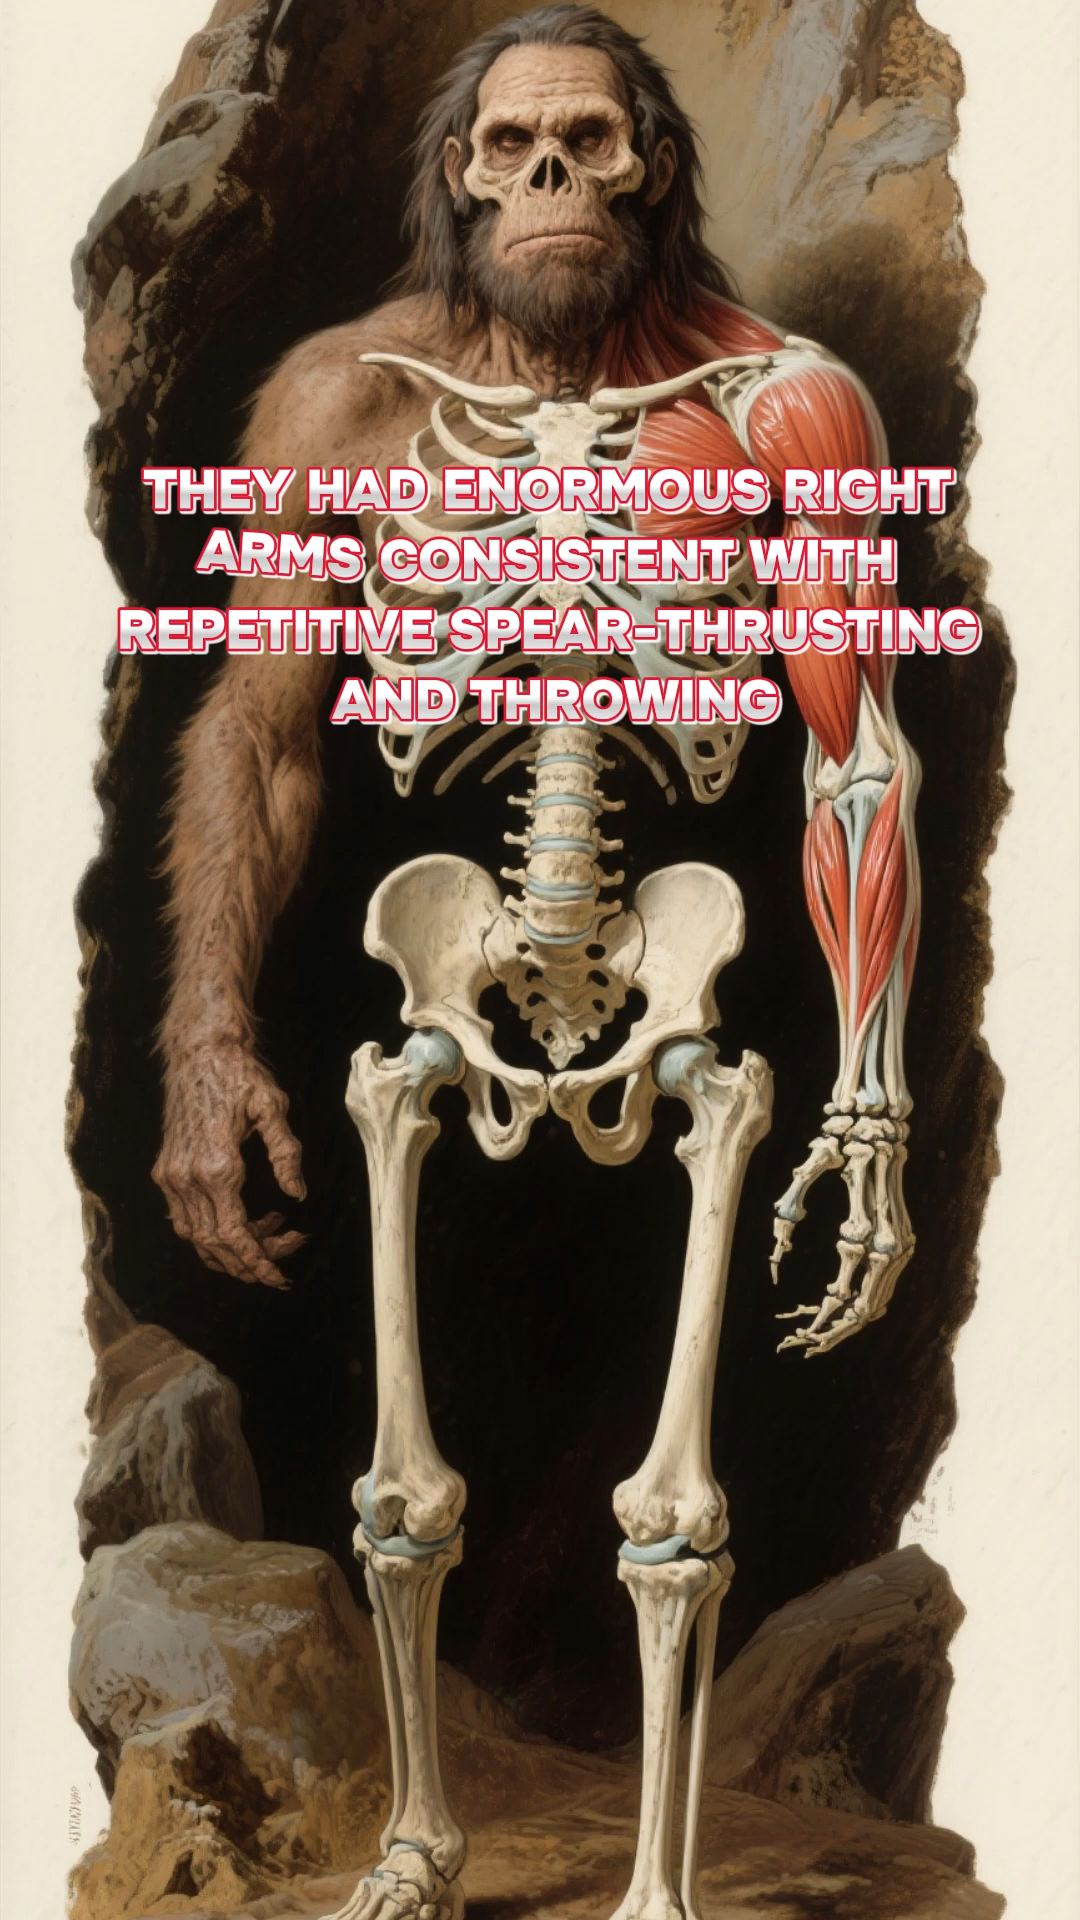 THEY HAD ENORMOUS RIGHT
ARMS CONSISTENT WITH
REPETITIVE SPEAR-THRUSTING
AND THROWING